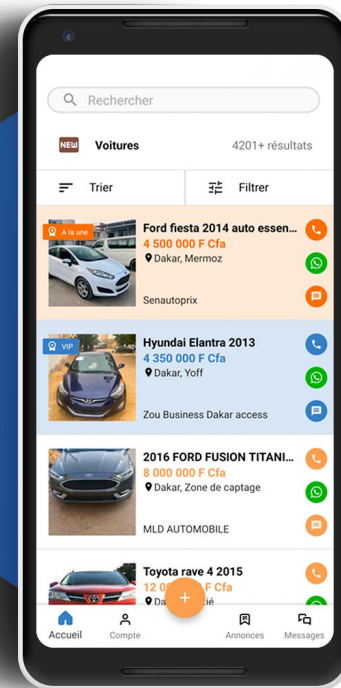 Rechercher
NEW
Voitures
4201+ résultats
Trier
Filtrer
A la une
Ford fiesta 2014 auto essen...
4 500 000 F Cfa
Dakar, Mermoz
Senautoprix
VIP
Hyundai Elantra 2013
4 350 000 F Cfa
Dakar, Yoff
Zou Business Dakar access
2016 FORD FUSION TITANI...
8 000 000 F Cfa
Dakar, Zone de captage
MLD AUTOMOBILE
Toyota rave 4 2015
F Cfa
+
Accueil
Compte
Annonces
Messages